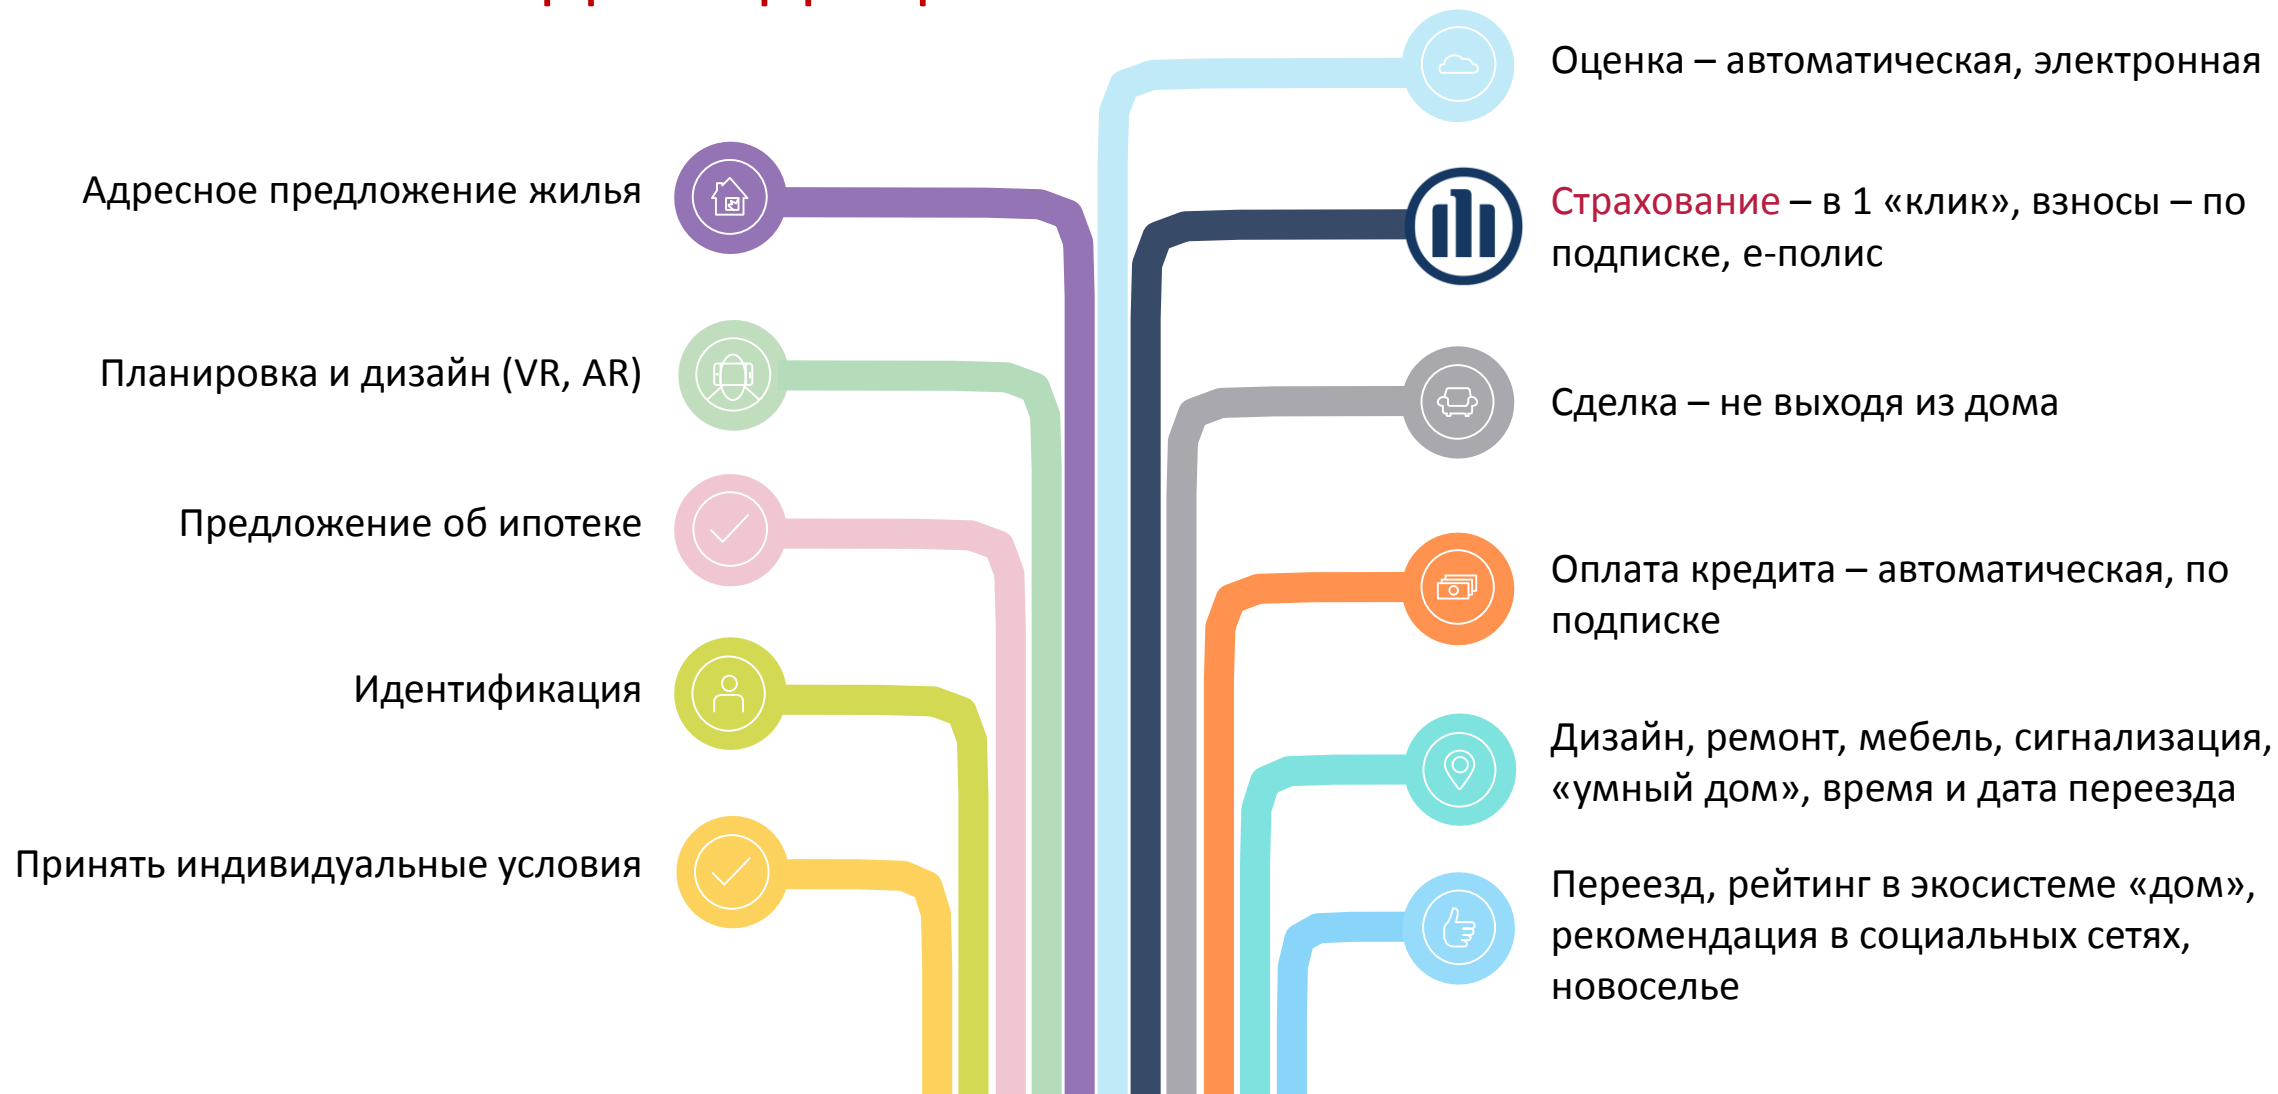 Адресное предложение жилья
Планировка и дизайн (VR, AR)
Предложение об ипотеке
Идентификация
Принять индивидуальные условия
Оценка – автоматическая, электронная
Страхование – в 1 «клик», взносы – по
подписке, е-полис
Сделка – не выходя из дома
Оплата кредита – автоматическая, по
подписке
Дизайн, ремонт, мебель, сигнализация,
«умный дом», время и дата переезда
Переезд, рейтинг в экосистеме «дом»,
рекомендация в социальных сетях,
новоселье